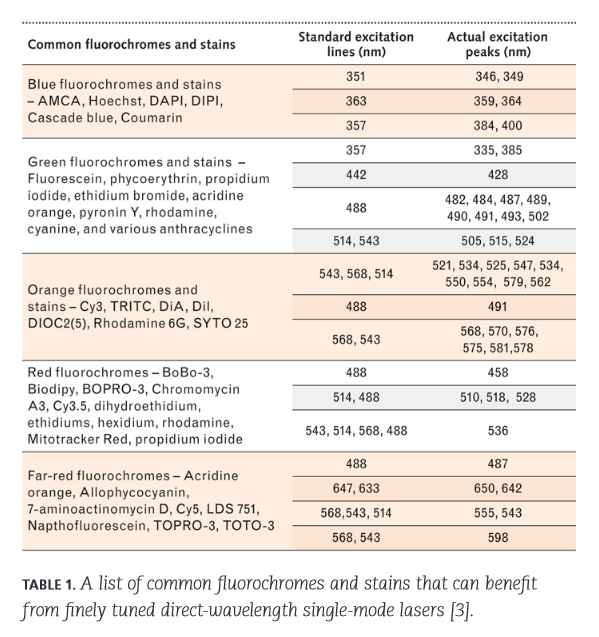 Common fluorochromes and stains
Standard excitation
lines (nm)
Actual excitation
peaks (nm)
Blue fluorochromes and stains
– AMCA, Hoechst, DAPI, DIPI,
Cascade blue, Coumarin
351
346, 349
363
359, 364
357
384, 400
Green fluorochromes and stains –
Fluorescein, phycoerythrin, propidium
iodide, ethidium bromide, acridine
orange, pyronin Y, rhodamine,
cyanine, and various anthracyclines
357
335, 385
442
428
488
482, 484, 487, 489,
490, 491, 493, 502
514, 543
505, 515, 524
Orange fluorochromes and
stains – Cy3, TRITC, DiA, Dil,
DIOC2(5), Rhodamine 6G, SYTO 25
543, 568, 514
521, 534, 525, 547, 534,
550, 554, 579, 562
488
491
568, 543
568, 570, 576,
575, 581,578
Red fluorochromes – BoBo-3,
Biodipy, BOPRO-3, Chromomycin
A3, Cy3.5, dihydroethidium,
ethidiums, hexidium, rhodamine,
Mitotracker Red, propidium iodide
488
458
514, 488
510, 518, 528
543, 514, 568, 488
536
Far-red fluorochromes – Acridine
orange, Allophycocyanin,
7-aminoactinomycin D, Cy5, LDS 751,
Napthofluorescein, TOPRO-3, TOTO-3
488
487
647, 633
650, 642
568,543, 514
555, 543
568, 543
598
TABLE 1. A list of common fluorochromes and stains that can benefit
from finely tuned direct-wavelength single-mode lasers [3].